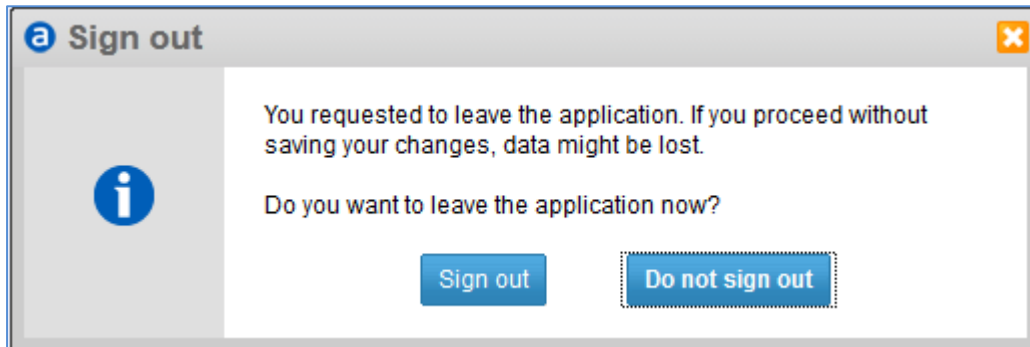 a Sign out
You requested to leave the application. If you proceed without
saving your changes, data might be lost.
Do you want to leave the application now?
Sign out Do not sign out